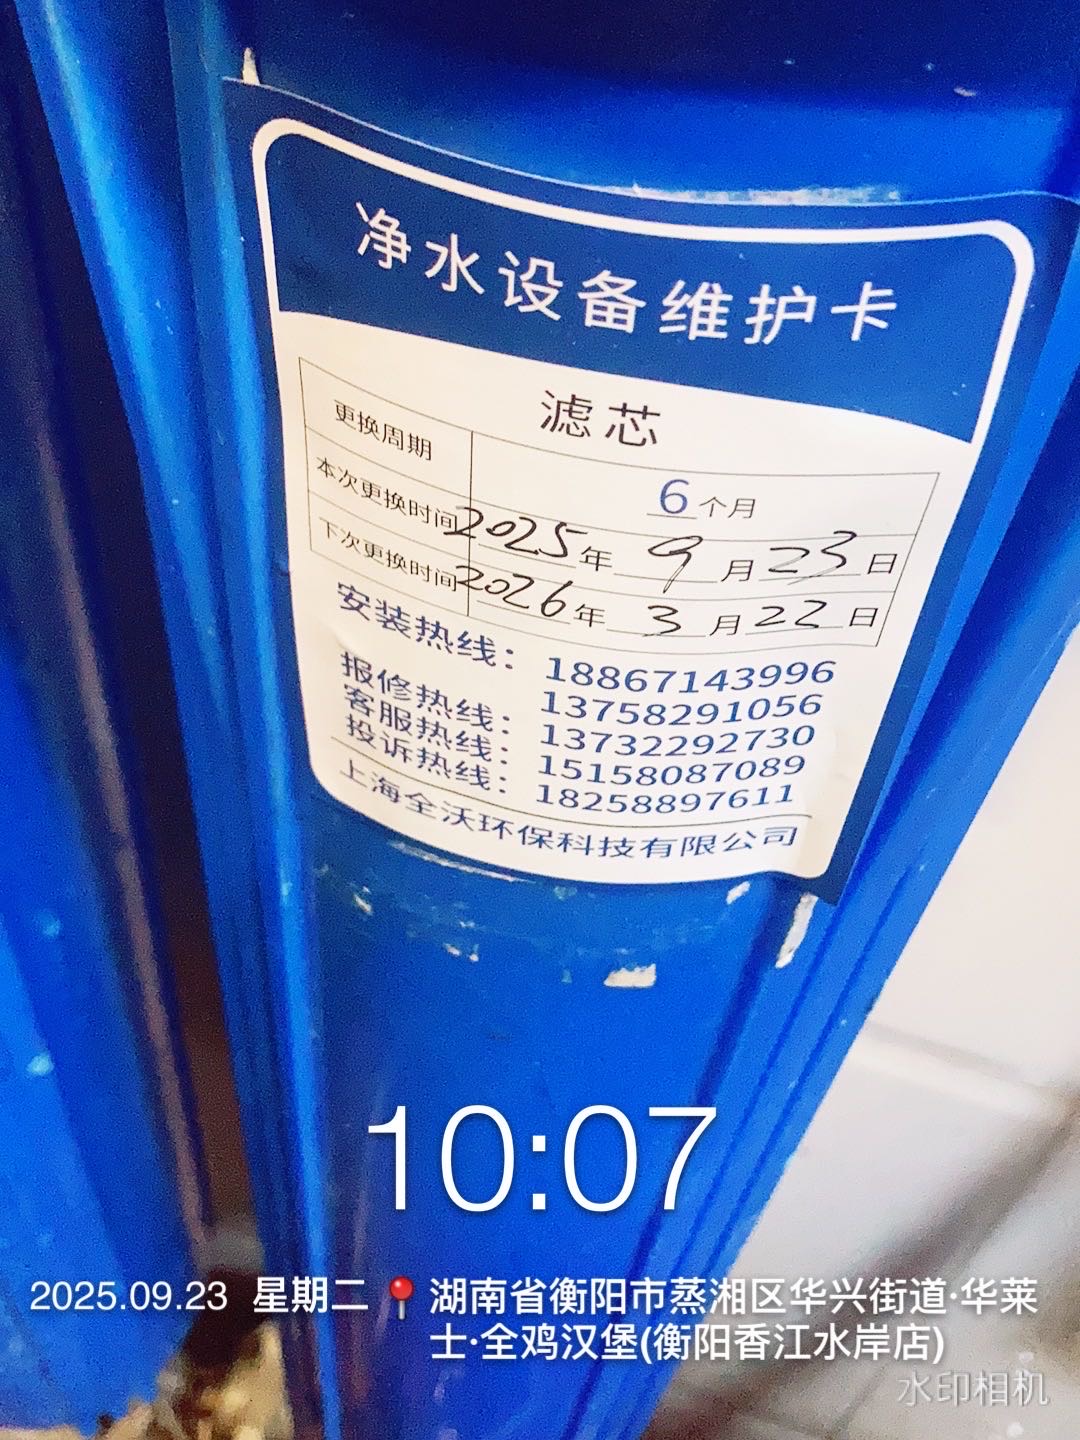 净水设备维护卡
滤芯
更换周期 6个月
本次更换时间 2025年9月23日
下次更换时间 2026年3月22日
安装热线：18867143996
13758291056
报修热线：13732292730
客服热线：15158087089
投诉热线：18258897611
上海全沃环保科技有限公司
10:07
2025.09.23 星期二 湖南省衡阳市蒸湘区华兴街道·华莱
士·全鸡汉堡(衡阳香江水岸店)
水印相机